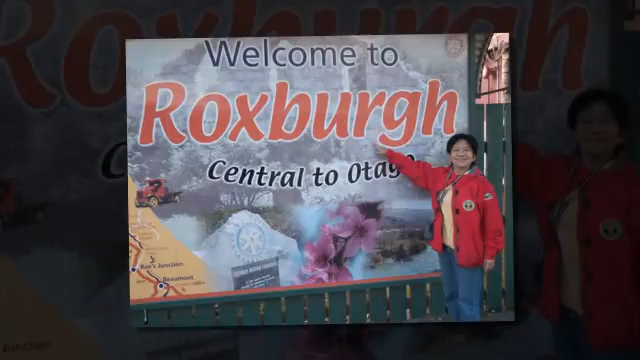 Welcome to
Roxburgh
Central to Otago
Rae's Junction
Beaumont